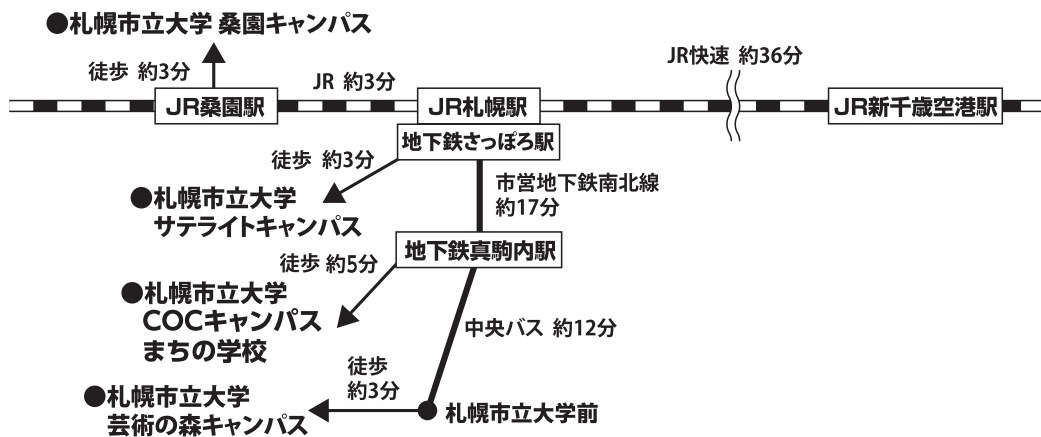 ●札幌市立大学 桑園キャンパス
徒歩 約3分
JR 約3分
JR快速 約36分
JR桑園駅
JR札幌駅
JR新千歳空港駅
地下鉄さっぽろ駅
徒歩 約3分
市営地下鉄南北線
約17分
●札幌市立大学
サテライトキャンパス
地下鉄真駒内駅
徒歩 約5分
●札幌市立大学
COCキャンパス
まちの学校
中央バス 約12分
徒歩
約3分
●札幌市立大学
芸術の森キャンパス
札幌市立大学前